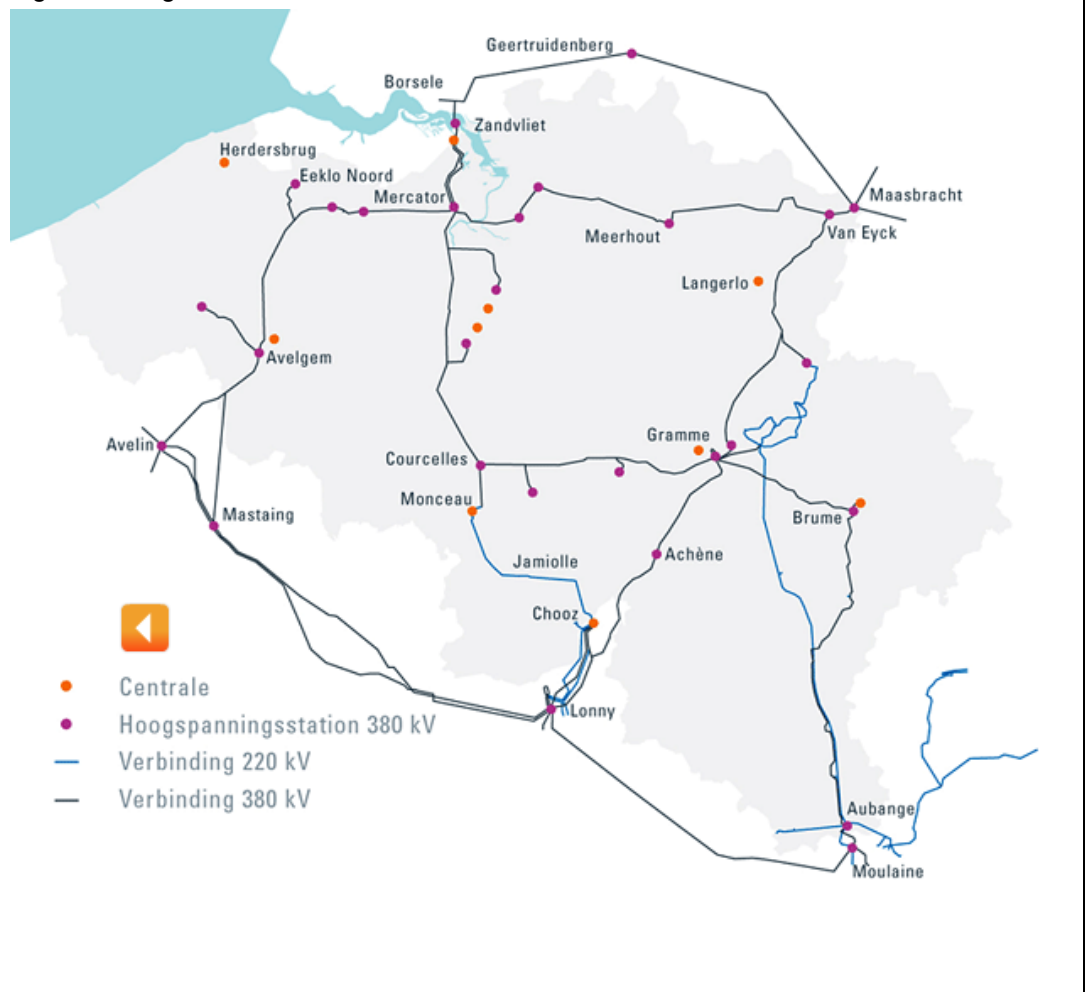 Geertruidenberg
Borsele
Zandvliet
Herdersbrug
Eeklo Noord
Mercator
Maasbracht
Meerhout
Van Eyck
Langerlo
Avelgem
Avelin
Gramme
Courcelles
Monceau
Mastaing
Brume
Achène
Jamiolle
Chooz
Centrale
Lonny
Hoogspanningsstation 380 kV
Verbinding 220 kV
Verbinding 380 kV
Aubange
Moulaine